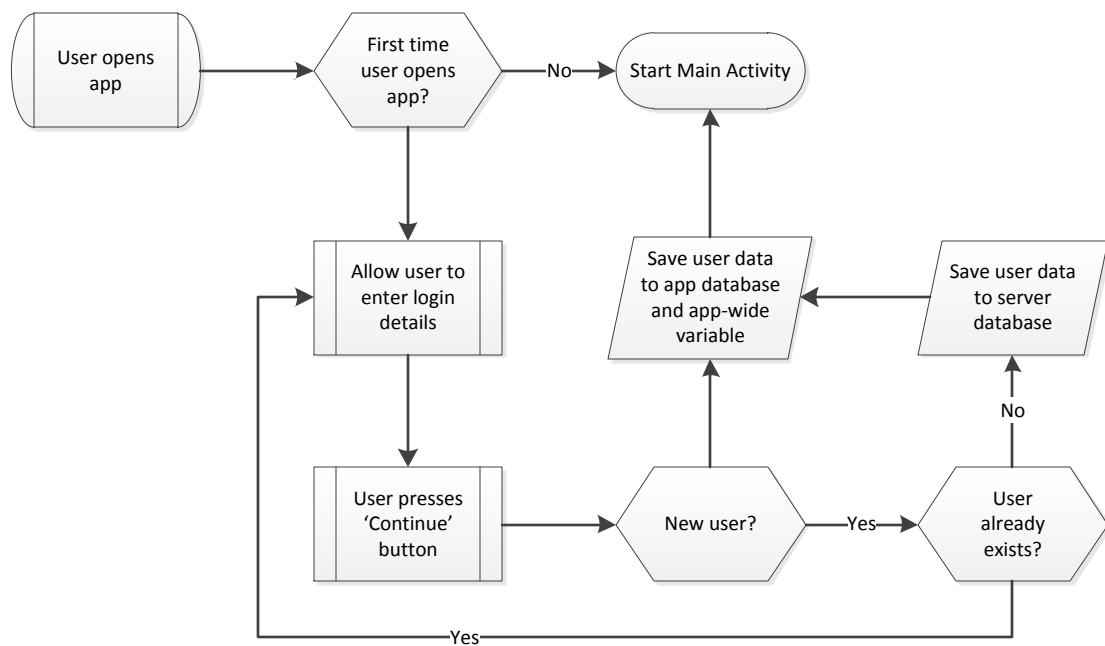 User opens
app
First time
user opens
app?
No
Start Main Activity
Allow user to
enter login
details
Save user data
to app database
and app-wide
variable
Save user data
to server
database
No
User presses
‘Continue’
button
New user?
Yes
User
already
exists?
Yes